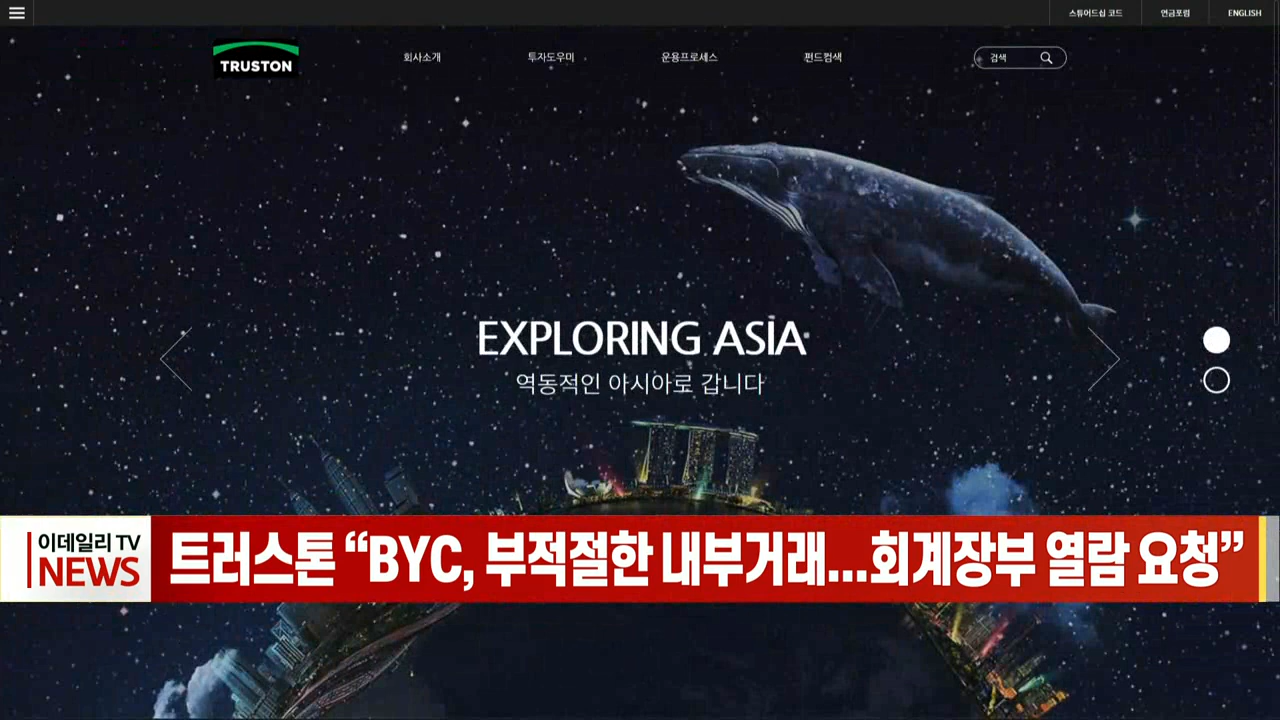 스튜어드십 코드 연금포럼 ENGLISH
TRUSTON 회사소개 투자도우미 운용프로세스 펀드검색 검색
EXPLORING ASIA
역동적인 아시아로 갑니다
이데일리 TV
NEWS
트러스톤 “BYC, 부적절한 내부거래...회계장부 열람 요청”